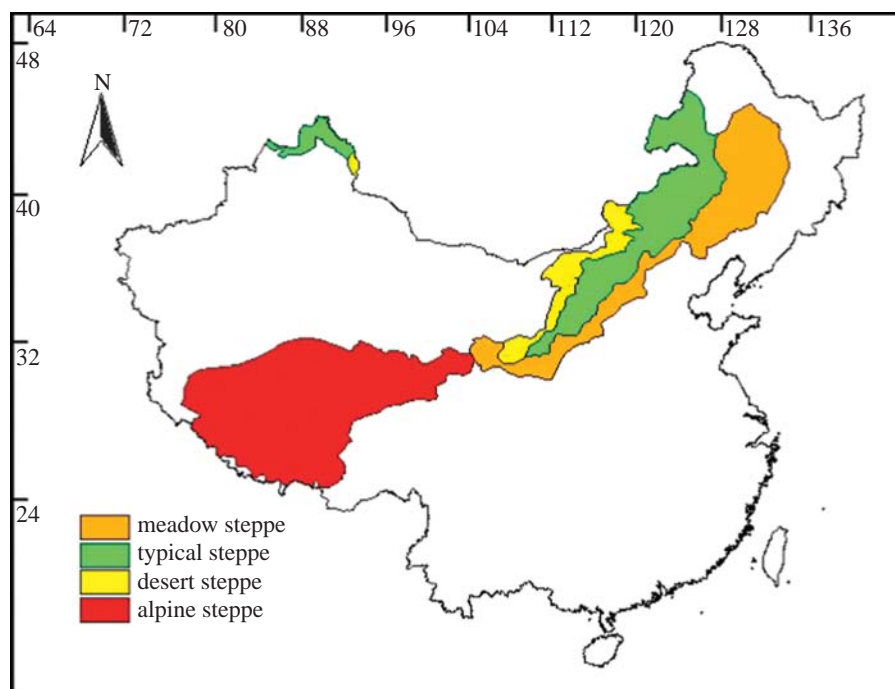 64 72 80 88 96 104 112 120 128 136
48
N
40
32
24
meadow steppe
typical steppe
desert steppe
alpine steppe